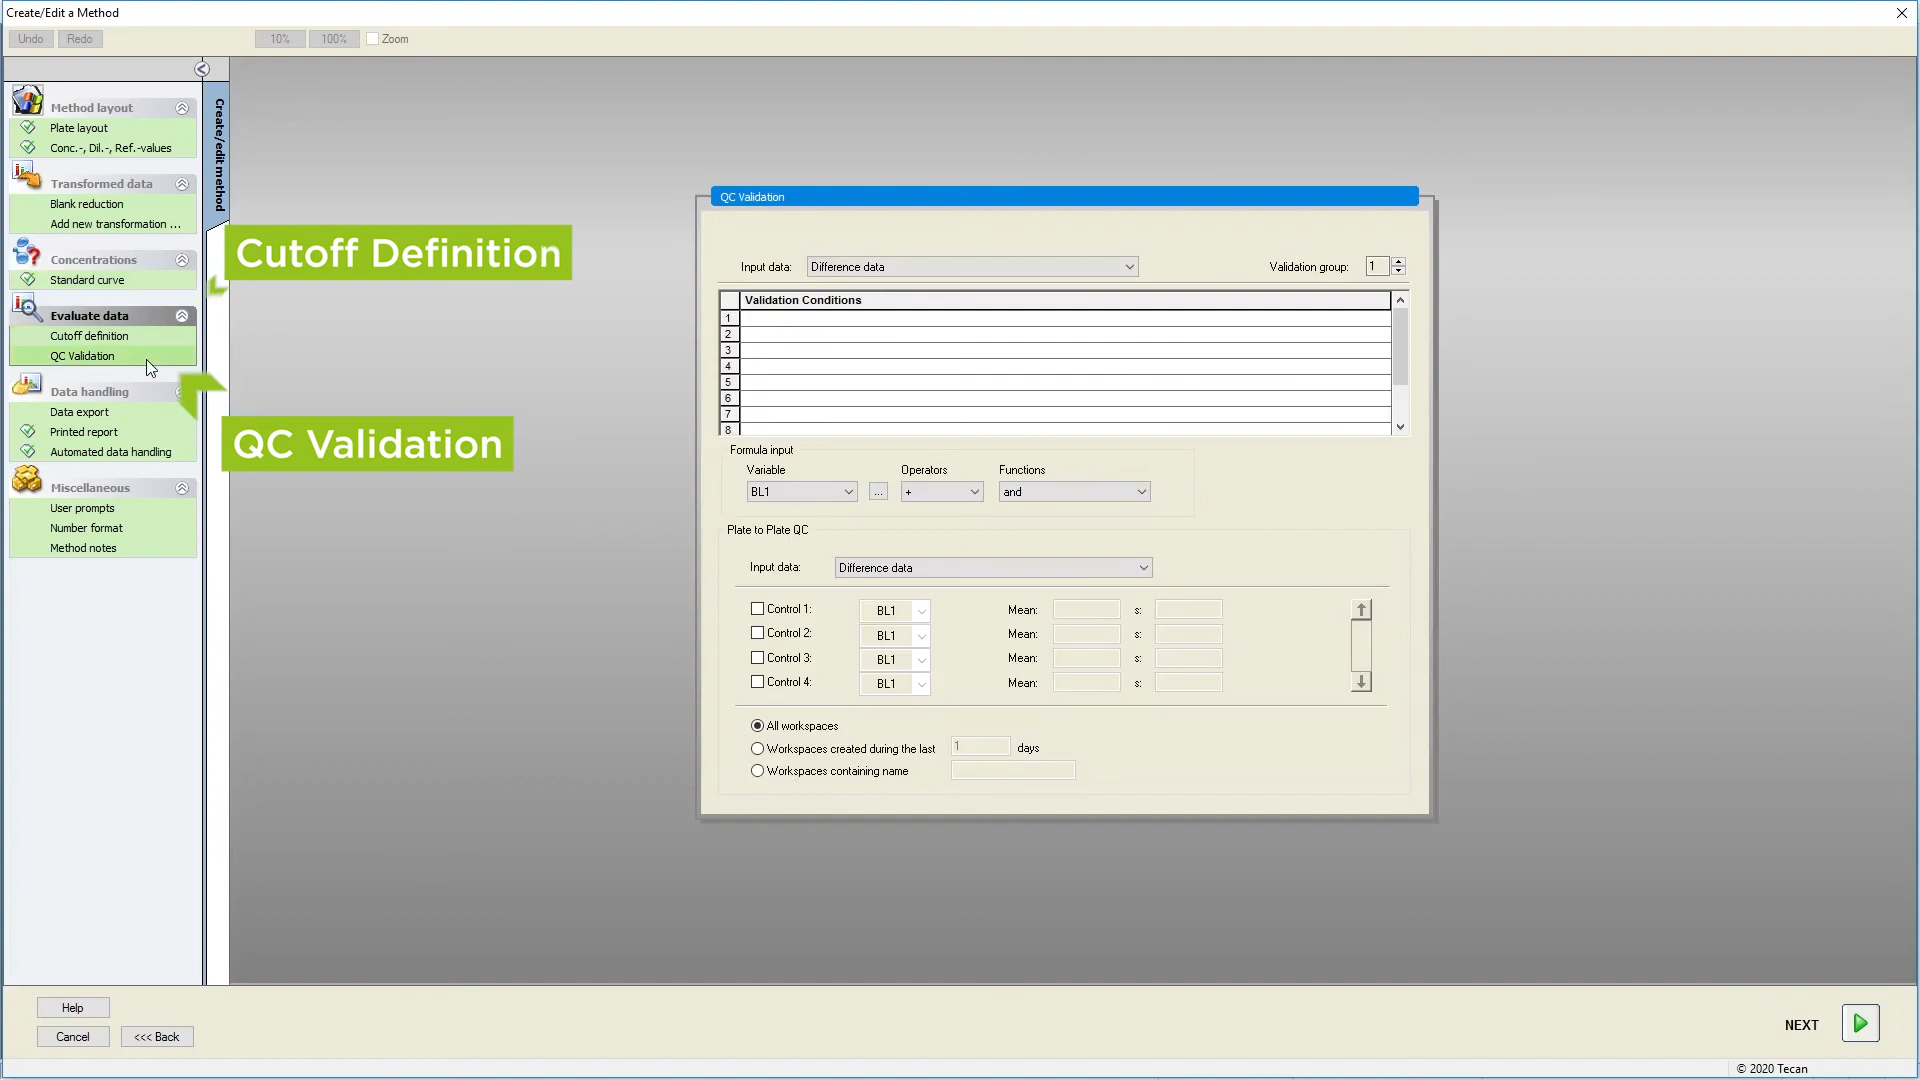 Create/Edit a Method
Undo Redo 10% 100% Zoom
Create/edit method
Method layout
Plate layout
Conc.-, Dil.-, Ref.-values
Transformed data
Blank reduction
Add new transformation ...
Concentrations
Standard curve
Evaluate data
Cutoff definition
QC Validation
Data handling
Data export
Printed report
Automated data handling
Miscellaneous
User prompts
Number format
Method notes
Cutoff Definition
QC Validation
QC Validation
Input data: Difference data Validation group: 1
Validation Conditions
1
2
3
4
5
6
7
8
Formula input
Variable Operators Functions
BL1 ... + and
Plate to Plate QC
Input data: Difference data
Control 1: BL1 Mean: s:
Control 2: BL1 Mean: s:
Control 3: BL1 Mean: s:
Control 4: BL1 Mean: s:
All workspaces
Workspaces created during the last 1 days
Workspaces containing name
Help
Cancel <<< Back
NEXT
© 2020 Tecan